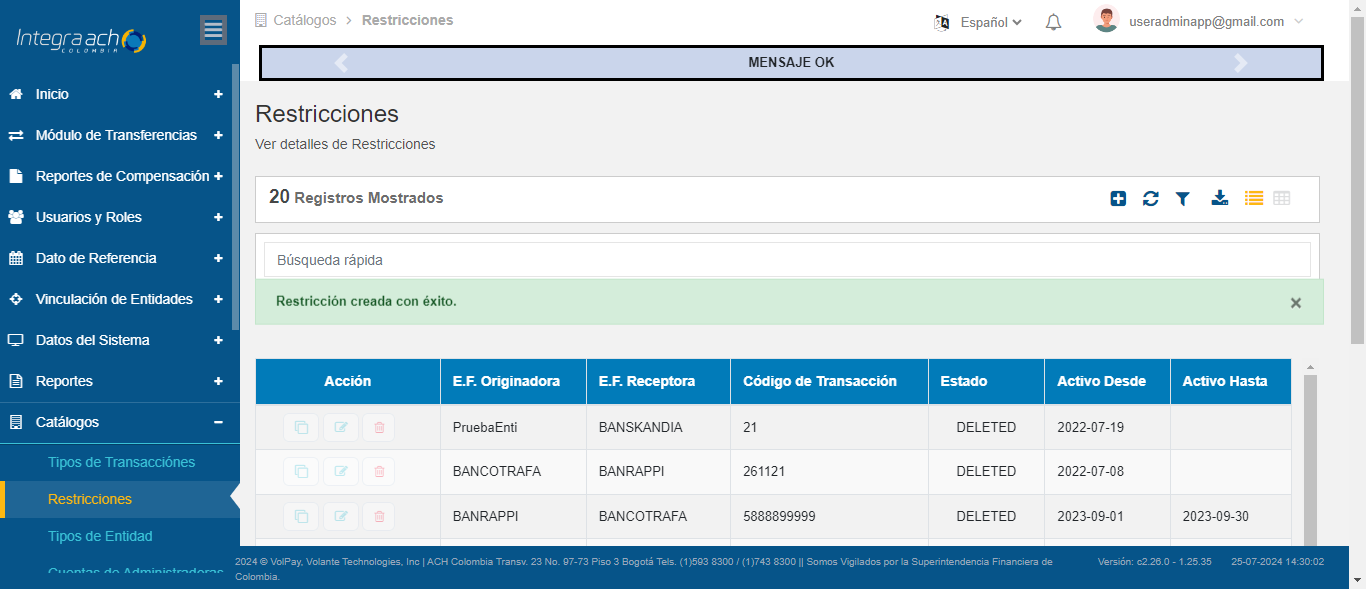 Integra ach
COLOMBIA
Catálogos > Restricciones
Español
useradminapp@gmail.com
MENSAJE OK
Inicio
Módulo de Transferencias
Reportes de Compensación
Usuarios y Roles
Dato de Referencia
Vinculación de Entidades
Datos del Sistema
Reportes
Catálogos
Tipos de Transacciónes
Restricciones
Tipos de Entidad
Cuentas de Administradoras
Restricciones
Ver detalles de Restricciones
20 Registros Mostrados
Búsqueda rápida
Restricción creada con éxito.
Acción E.F. Originadora E.F. Receptora Código de Transacción Estado Activo Desde Activo Hasta
PruebaEnti BANSKANDIA 21 DELETED 2022-07-19
BANCOTRAFA BANRAPPI 261121 DELETED 2022-07-08
BANRAPPI BANCOTRAFA 5888899999 DELETED 2023-09-01 2023-09-30
2024 © VolPay, Volante Technologies, Inc | ACH Colombia Transv. 23 No. 97-73 Piso 3 Bogotá Tels. (1)593 8300 / (1)743 8300 || Somos Vigilados por la Superintendencia Financiera de
Colombia.
Versión: c2.26.0 - 1.25.35 25-07-2024 14:30:02